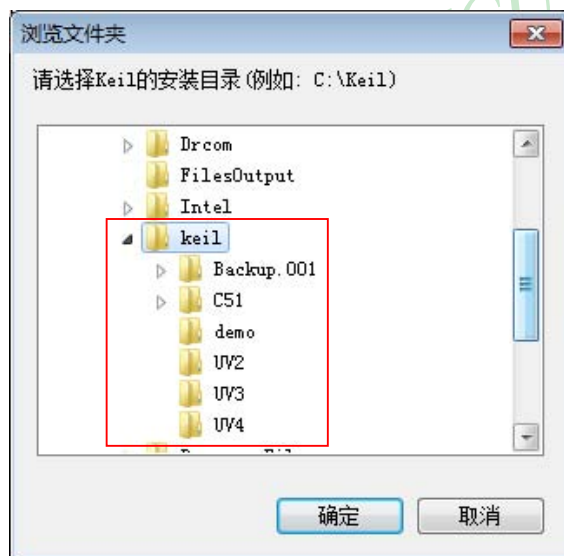 浏览文件夹
请选择Keil的安装目录(例如: C:\Keil)
Drcom
FilesOutput
Intel
keil
Backup.001
C51
demo
UV2
UV3
UV4
确定
取消